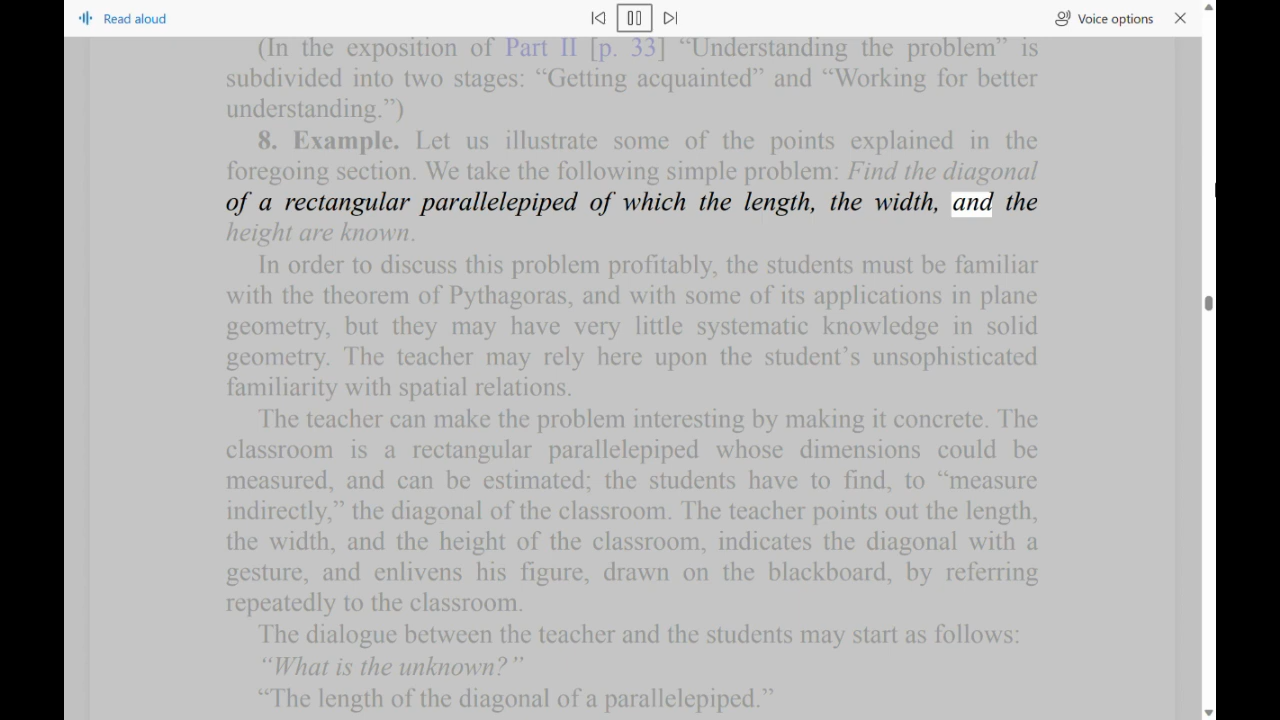 Read aloud
Voice options
(In the exposition of Part II [p. 33] “Understanding the problem” is
subdivided into two stages: “Getting acquainted” and “Working for better
understanding.”)
8. Example. Let us illustrate some of the points explained in the
foregoing section. We take the following simple problem: Find the diagonal
of a rectangular parallelepiped of which the length, the width, and the
height are known.
In order to discuss this problem profitably, the students must be familiar
with the theorem of Pythagoras, and with some of its applications in plane
geometry, but they may have very little systematic knowledge in solid
geometry. The teacher may rely here upon the student’s unsophisticated
familiarity with spatial relations.
The teacher can make the problem interesting by making it concrete. The
classroom is a rectangular parallelepiped whose dimensions could be
measured, and can be estimated; the students have to find, to “measure
indirectly,” the diagonal of the classroom. The teacher points out the length,
the width, and the height of the classroom, indicates the diagonal with a
gesture, and enlivens his figure, drawn on the blackboard, by referring
repeatedly to the classroom.
The dialogue between the teacher and the students may start as follows:
“What is the unknown?”
“The length of the diagonal of a parallelepiped.”